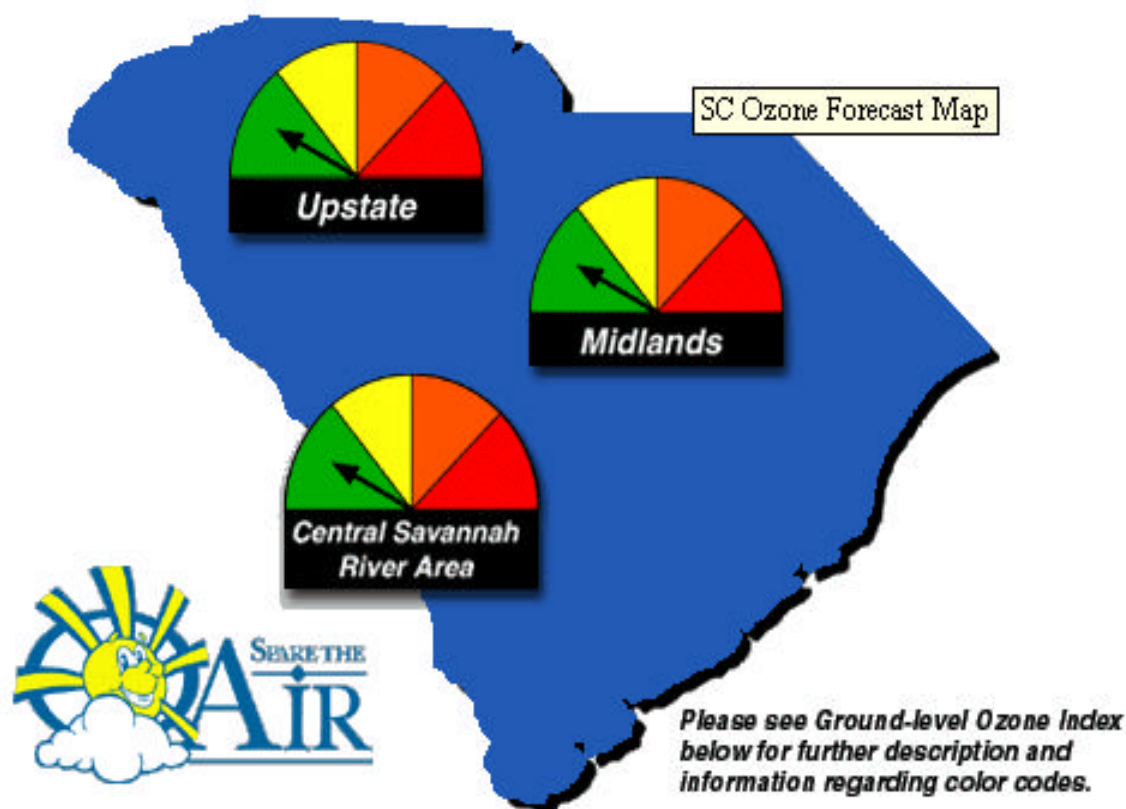 SC Ozone Forecast Map
Upstate
Midlands
Central Savannah
River Area
SPARE THE
AIR
Please see Ground-level Ozone Index
below for further description and
information regarding color codes.